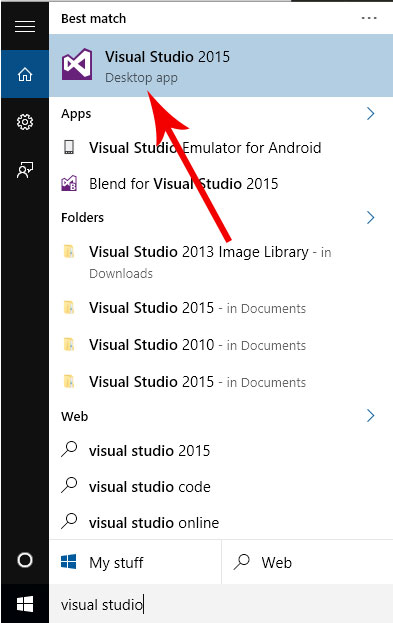 Best match
Visual Studio 2015
Desktop app
Apps
Visual Studio Emulator for Android
Blend for Visual Studio 2015
Folders
Visual Studio 2013 Image Library - in
Downloads
Visual Studio 2015 - in Documents
Visual Studio 2010 - in Documents
Visual Studio 2015 - in Documents
Web
visual studio 2015
visual studio code
visual studio online
My stuff
Web
visual studio